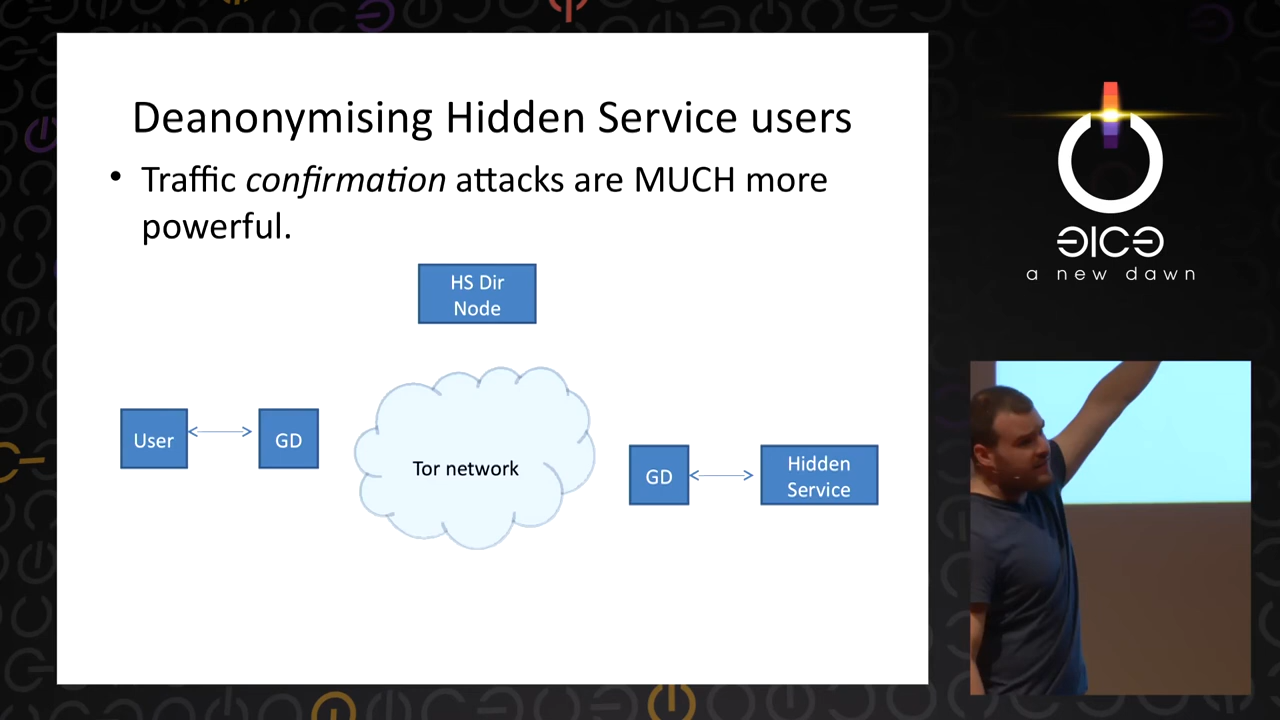 Deanonymising Hidden Service users
• Traffic confirmation attacks are MUCH more
powerful.
HS Dir
Node
User
GD
Tor network
GD
Hidden
Service
31C3
a new dawn